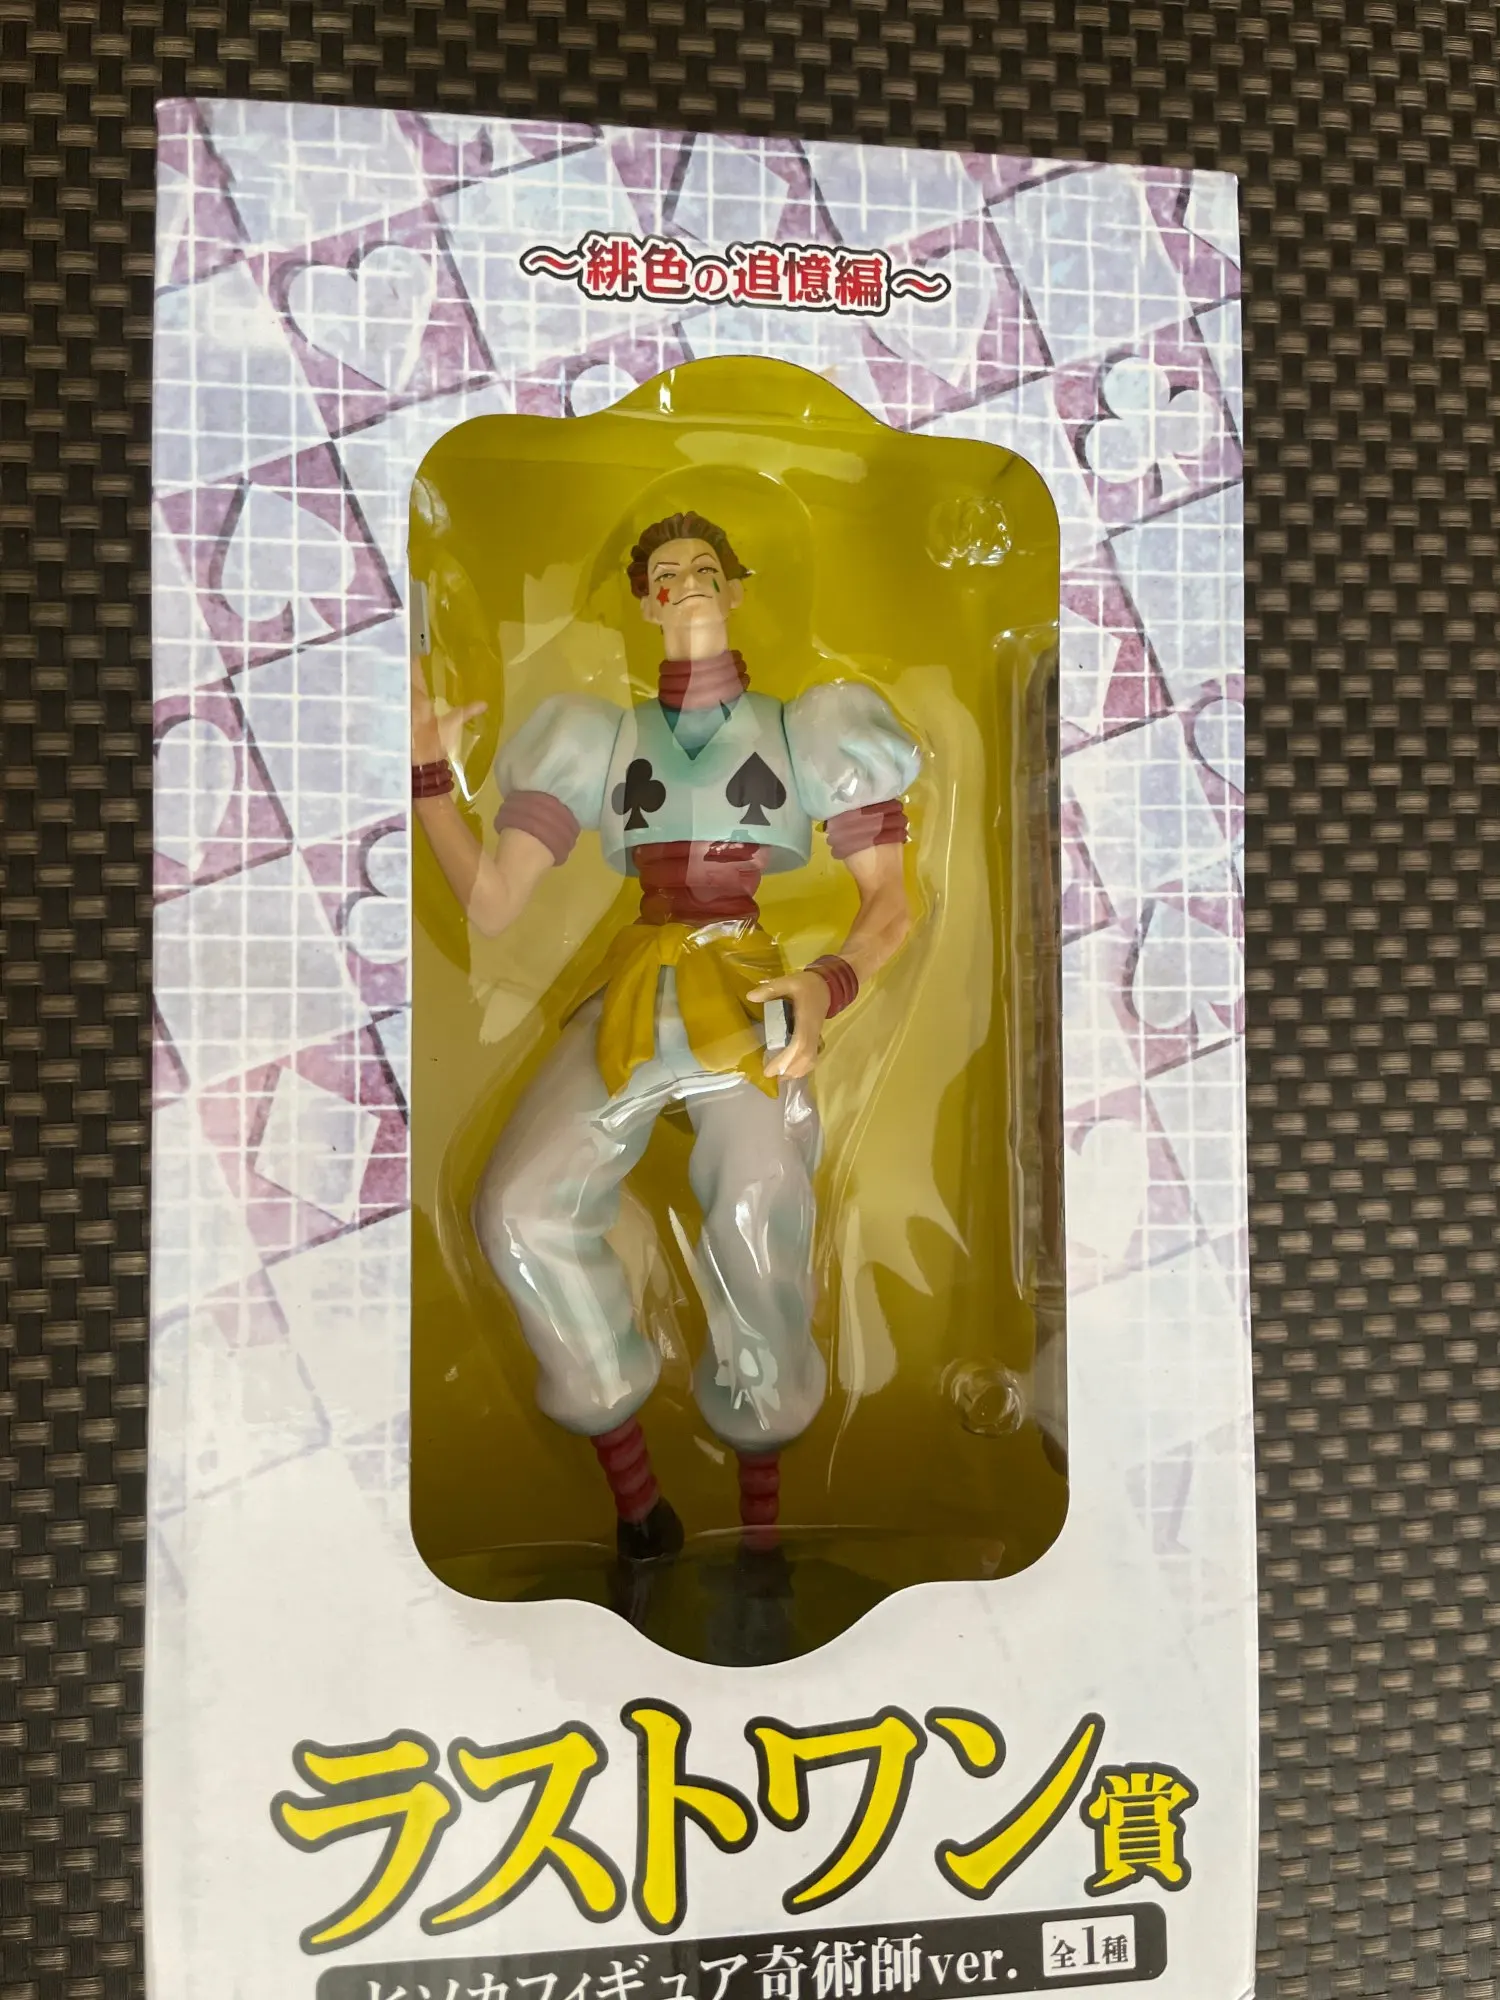 ～緋色の追憶編～
ラストワン賞
ヒソカフィギュア奇術師ver. 全1種